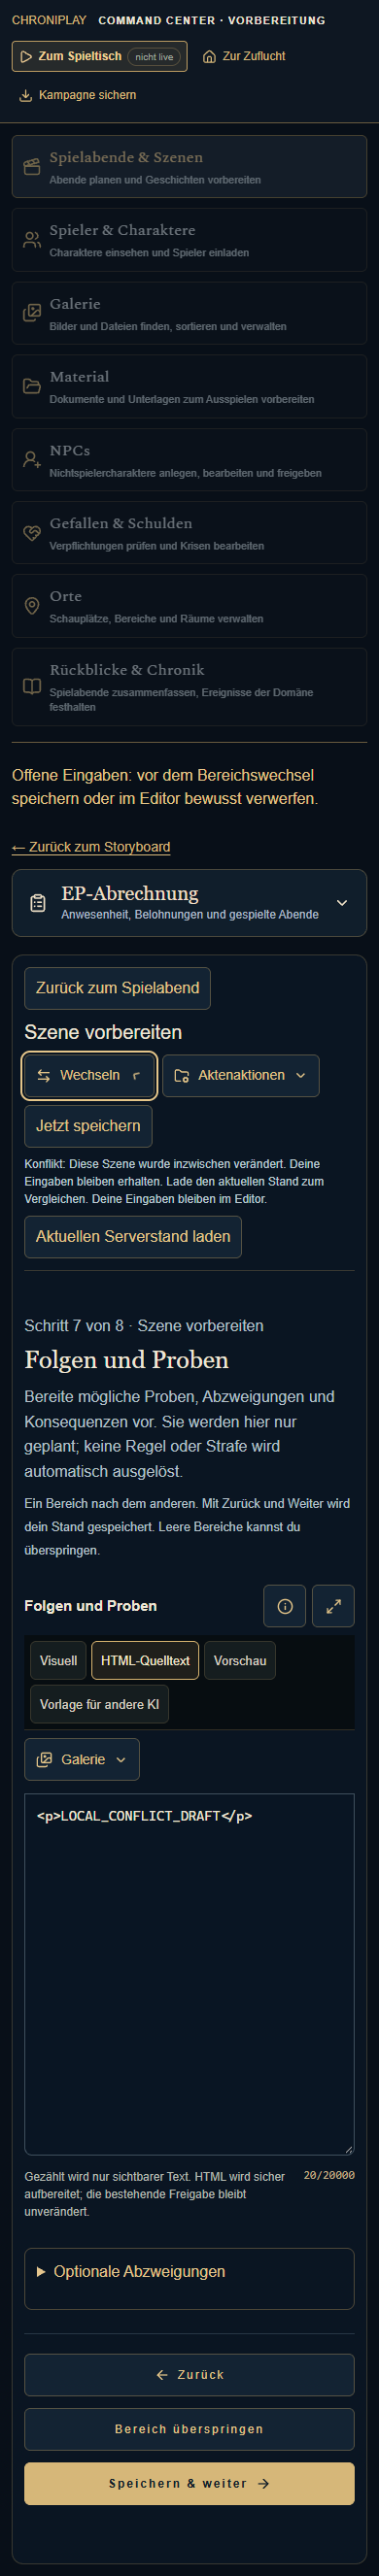 CHRONIPLAY COMMAND CENTER · VORBEREITUNG
Zum Spieltisch nicht live Zur Zuflucht
Kampagne sichern
Spielabende & Szenen
Abende planen und Geschichten vorbereiten
Spieler & Charaktere
Charaktere einsehen und Spieler einladen
Galerie
Bilder und Dateien finden, sortieren und verwalten
Material
Dokumente und Unterlagen zum Ausspielen vorbereiten
NPCs
Nichtspielercharaktere anlegen, bearbeiten und freigeben
Gefallen & Schulden
Verpflichtungen prüfen und Krisen bearbeiten
Orte
Schauplätze, Bereiche und Räume verwalten
Rückblicke & Chronik
Spielabende zusammenfassen, Ereignisse der Domäne
festhalten
Offene Eingaben: vor dem Bereichswechsel
speichern oder im Editor bewusst verwerfen.
← Zurück zum Storyboard
EP-Abrechnung
Anwesenheit, Belohnungen und gespielte Abende
Zurück zum Spielabend
Szene vorbereiten
Wechseln Aktenaktionen
Jetzt speichern
Konflikt: Diese Szene wurde inzwischen verändert. Deine
Eingaben bleiben erhalten. Lade den aktuellen Stand zum
Vergleichen. Deine Eingaben bleiben im Editor.
Aktuellen Serverstand laden
Schritt 7 von 8 · Szene vorbereiten
Folgen und Proben
Bereite mögliche Proben, Abzweigungen und
Konsequenzen vor. Sie werden hier nur
geplant; keine Regel oder Strafe wird
automatisch ausgelöst.
Ein Bereich nach dem anderen. Mit Zurück und Weiter wird
dein Stand gespeichert. Leere Bereiche kannst du
überspringen.
Folgen und Proben
Visuell HTML-Quelltext Vorschau
Vorlage für andere KI
Galerie
<p>LOCAL_CONFLICT_DRAFT</p>
Gezählt wird nur sichtbarer Text. HTML wird sicher 20/20000
aufbereitet; die bestehende Freigabe bleibt
unverändert.
Optionale Abzweigungen
← Zurück
Bereich überspringen
Speichern & weiter →